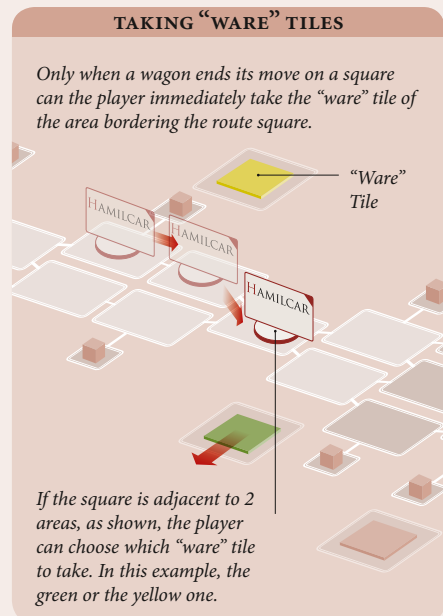 TAKING “WARE” TILES
Only when a wagon ends its move on a square
can the player immediately take the “ware” tile of
the area bordering the route square.
“Ware”
Tile
HAMILCAR
HAMILCAR
HAMILCAR
If the square is adjacent to 2
areas, as shown, the player
can choose which “ware” tile
to take. In this example, the
green or the yellow one.